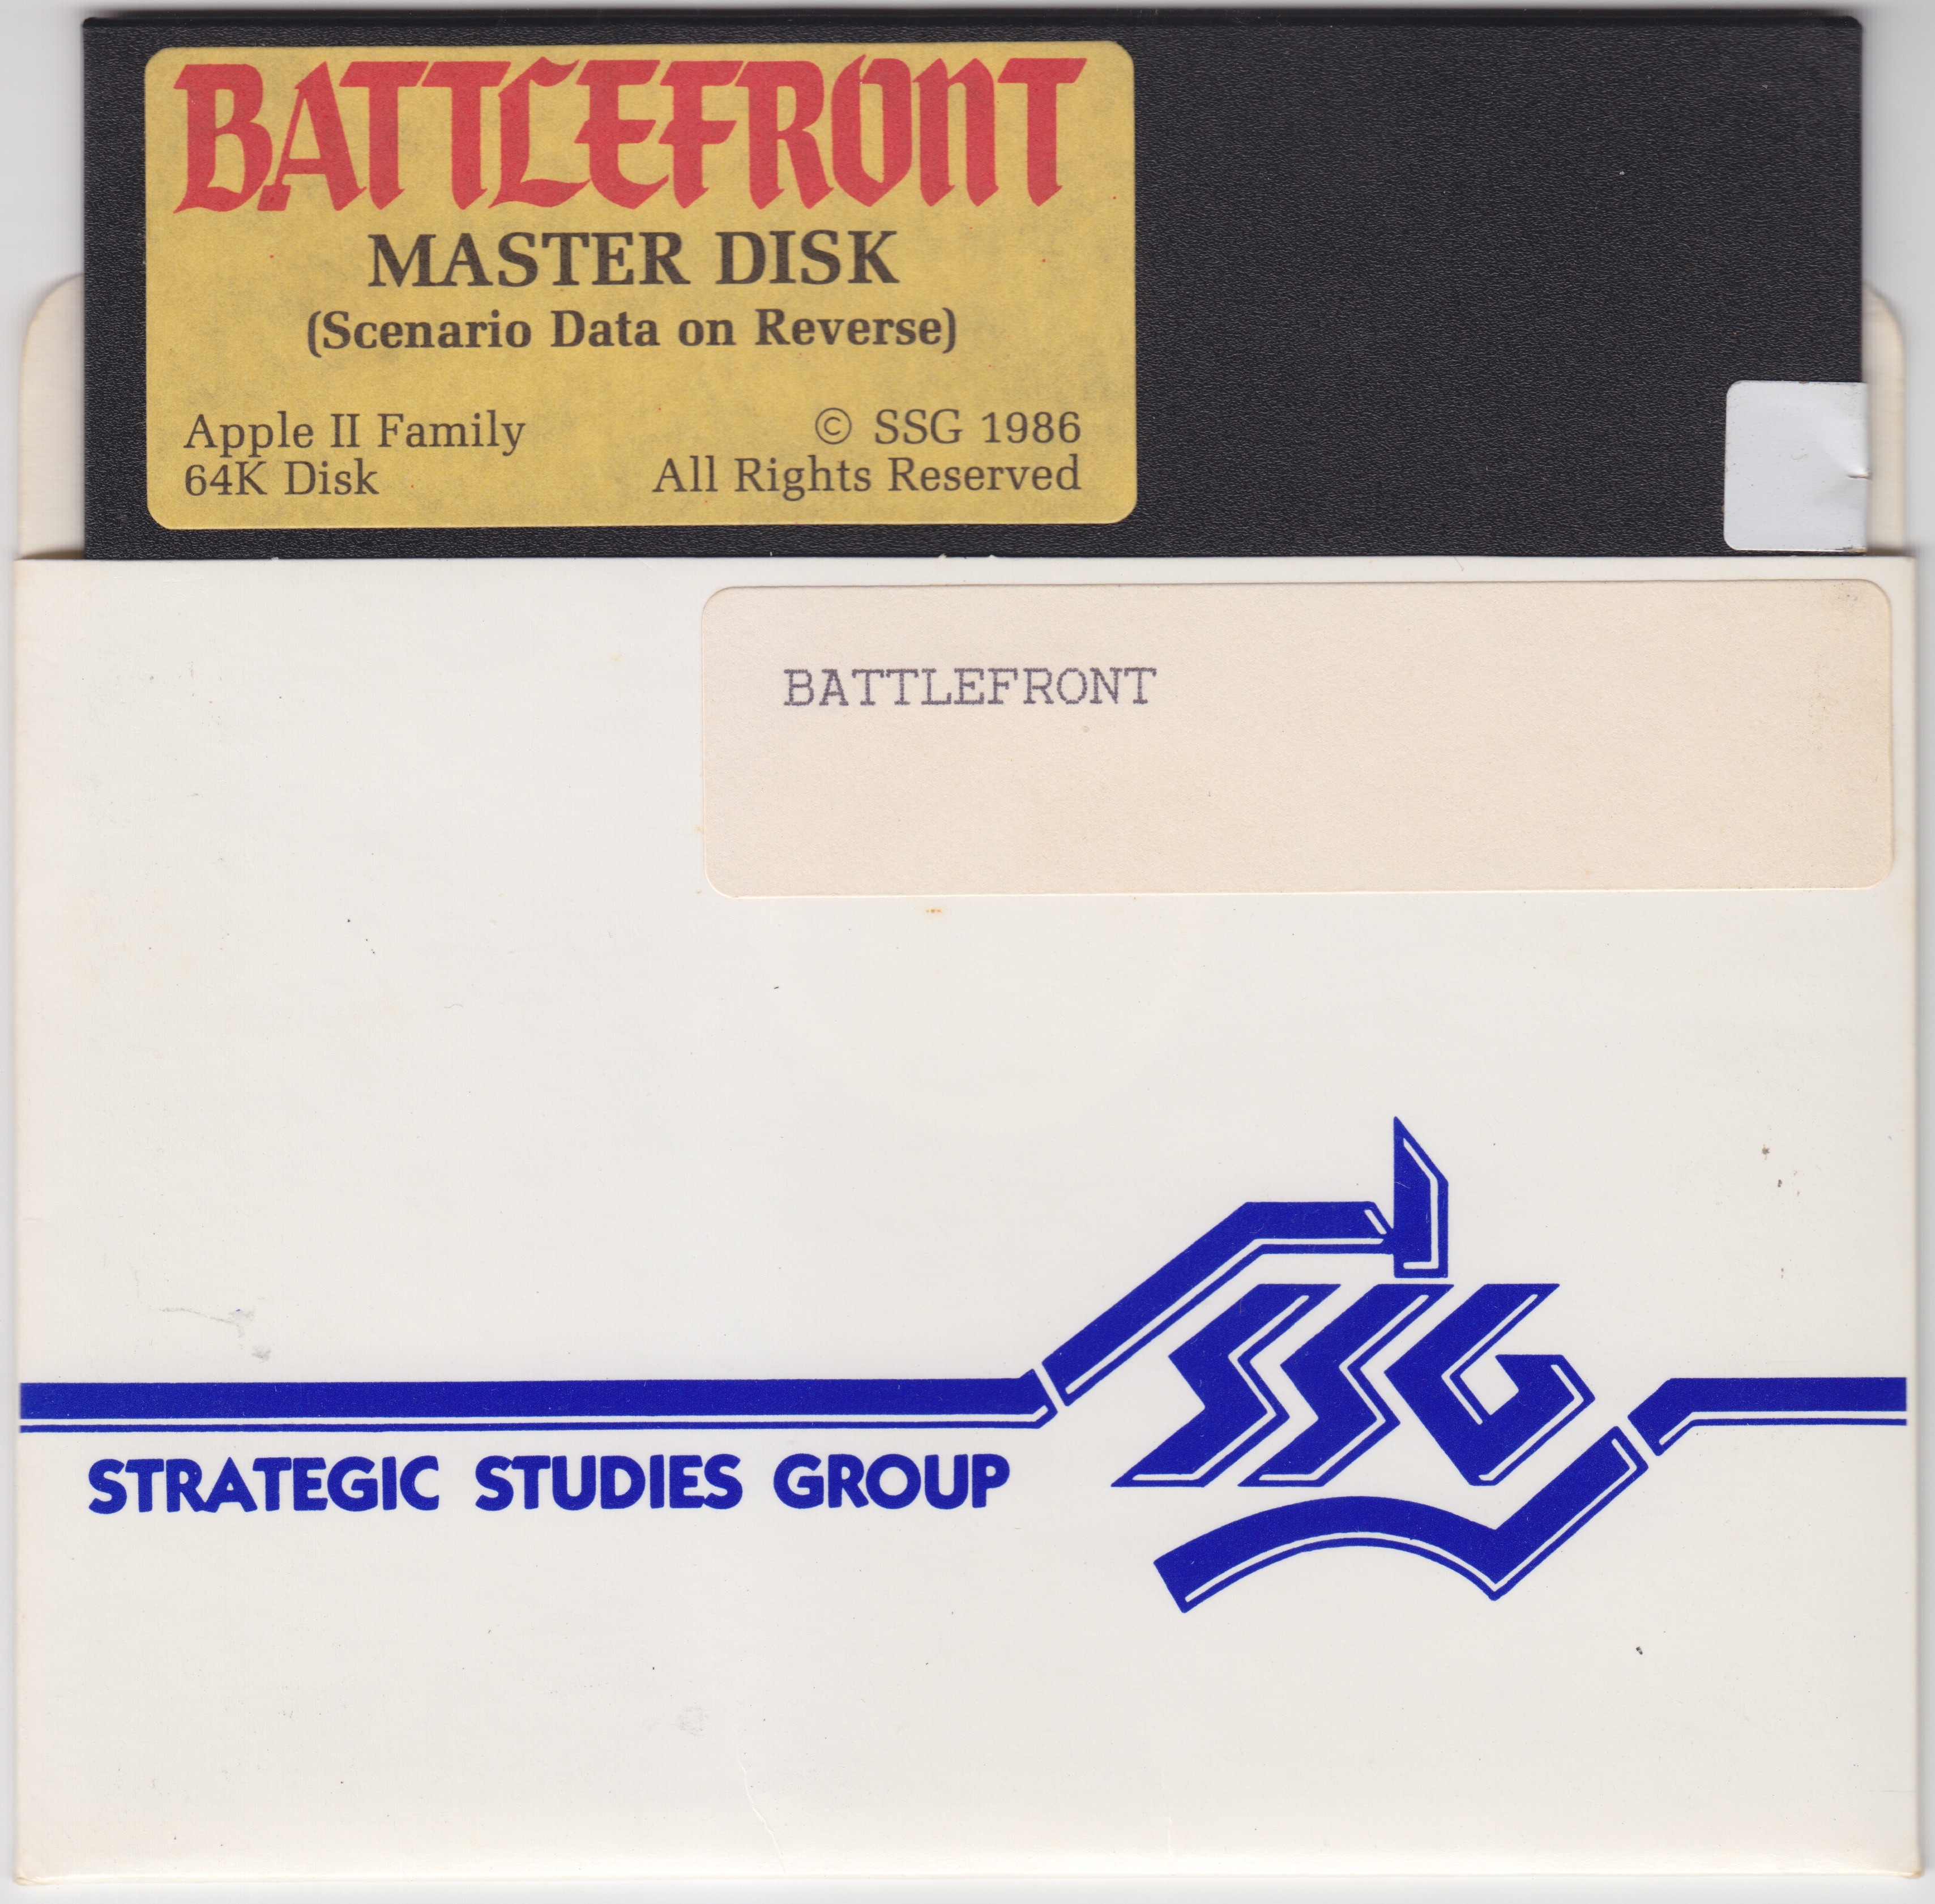 BATTLEFRONT
MASTER DISK
(Scenario Data on Reverse)
Apple II Family © SSG 1986
64K Disk All Rights Reserved
BATTLEFRONT
SSG
STRATEGIC STUDIES GROUP